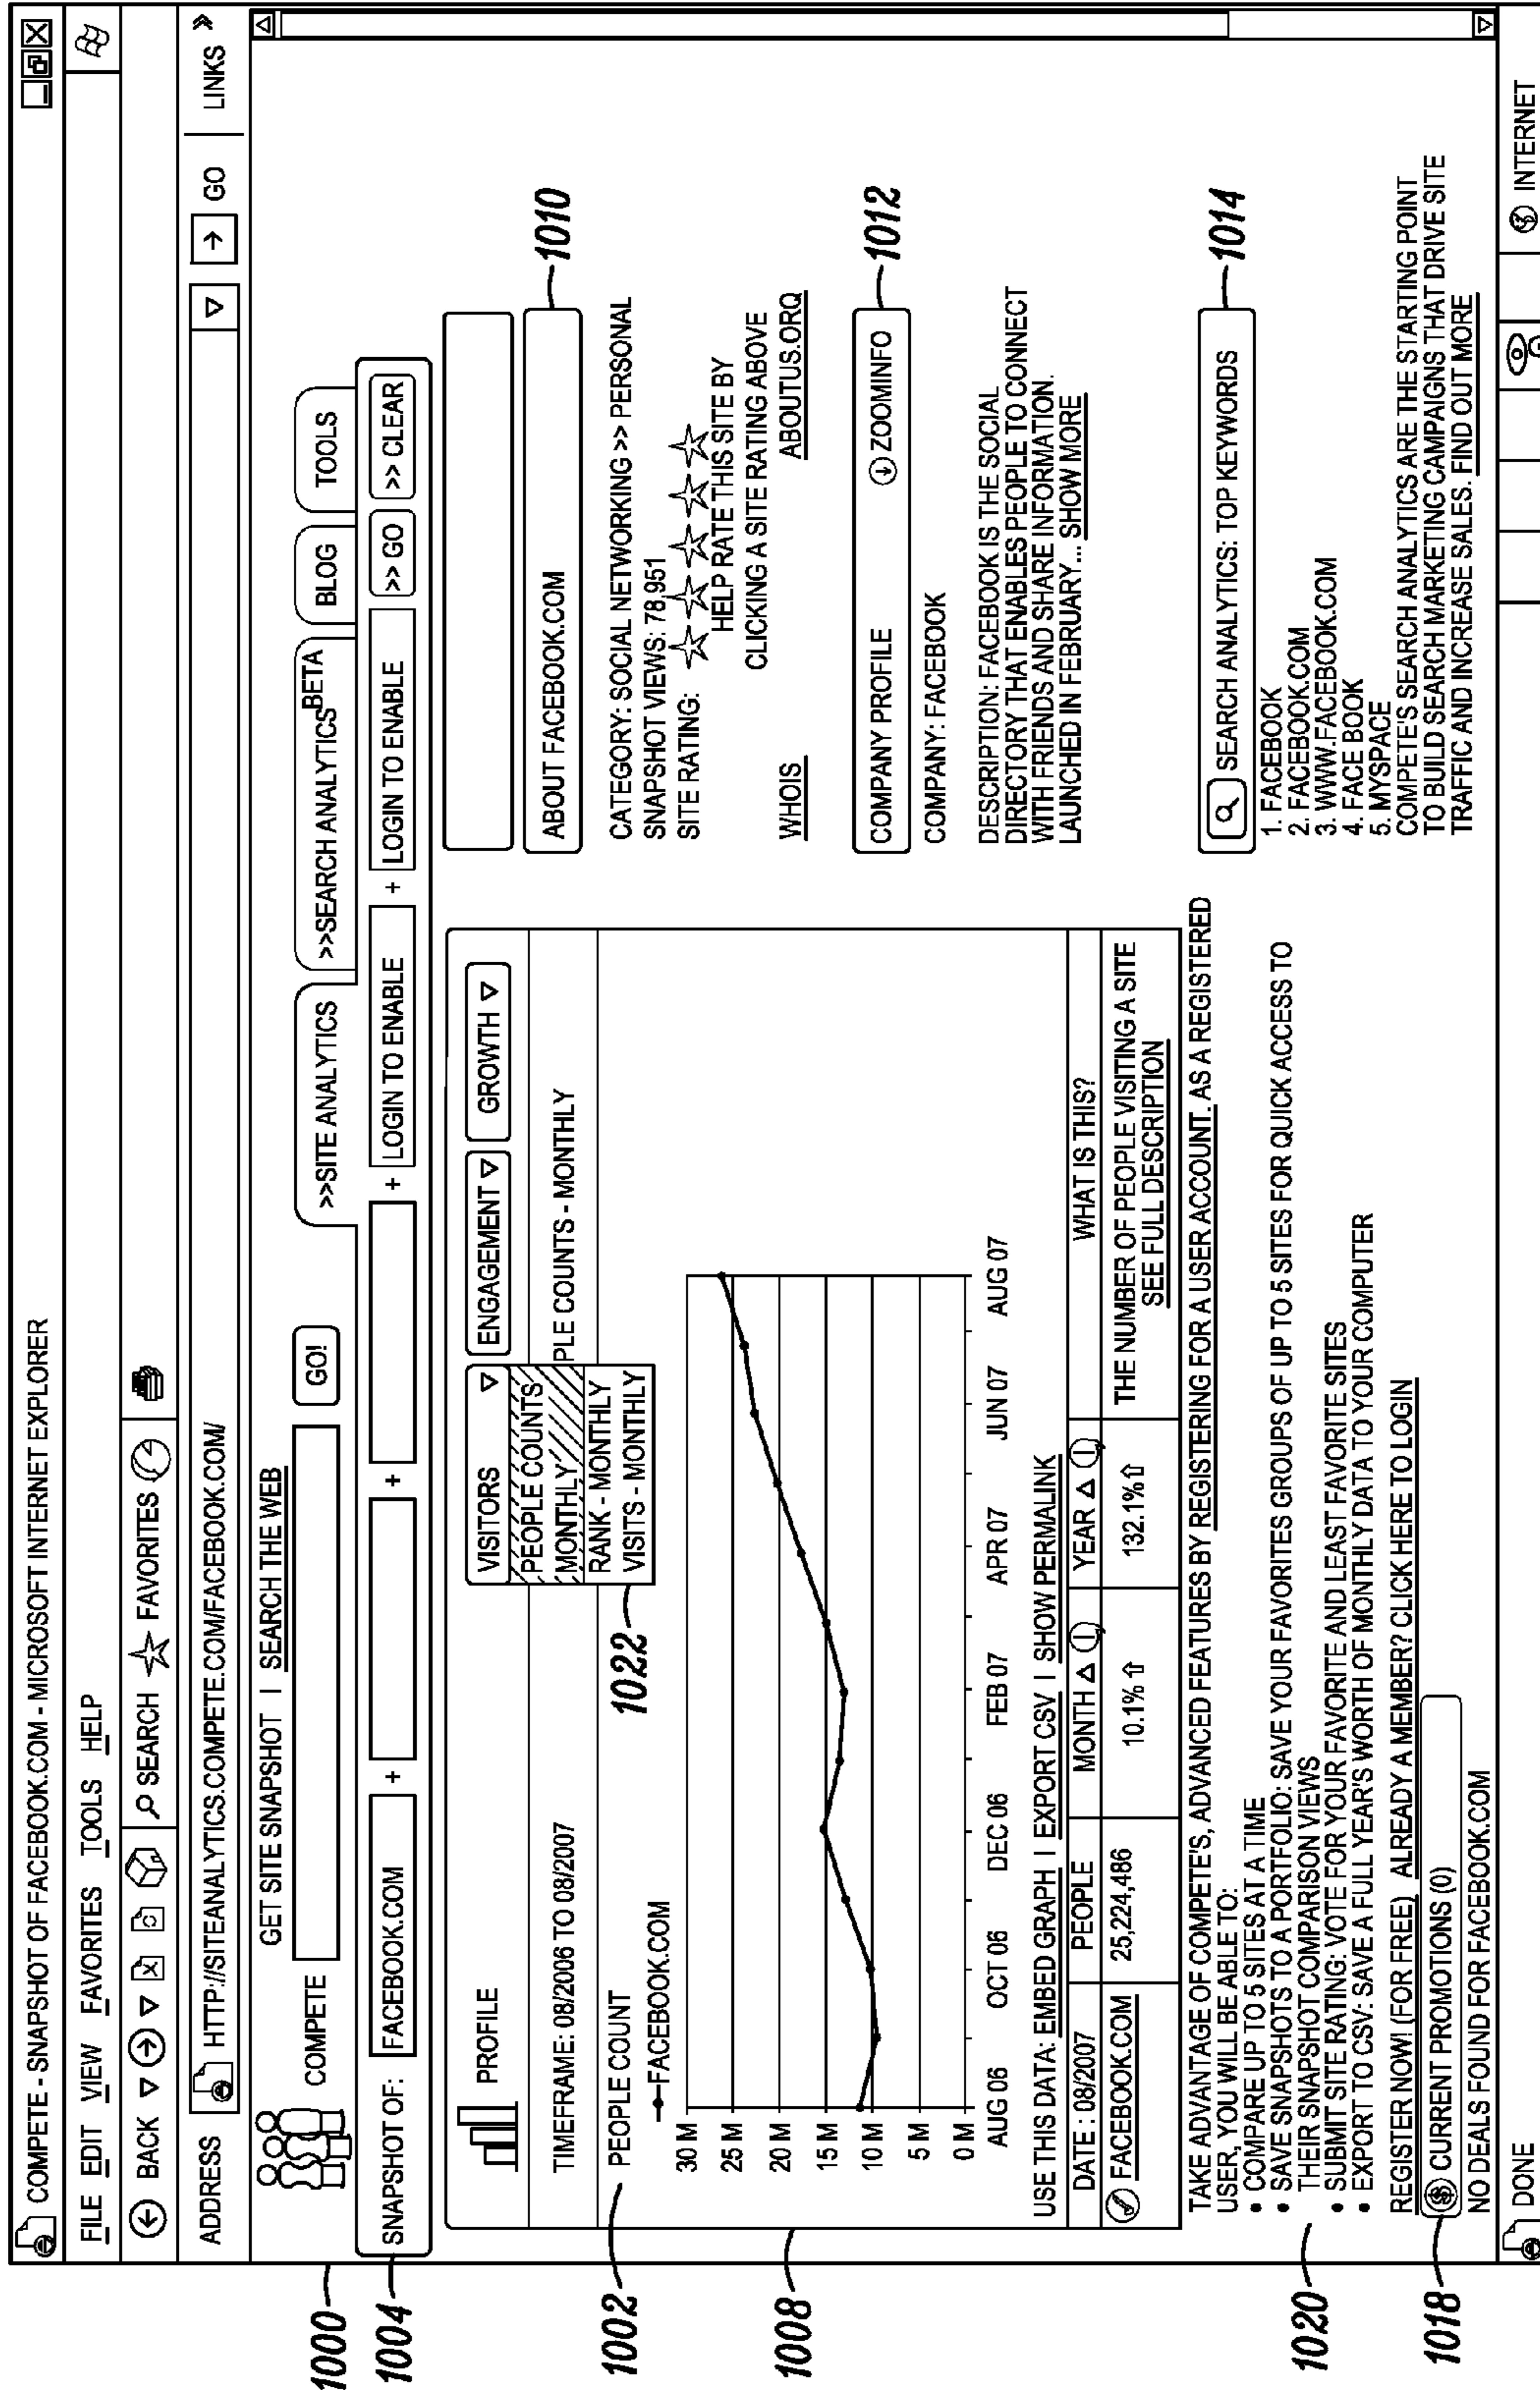 COMPETE - SNAPSHOT OF FACEBOOK.COM - MICROSOFT INTERNET EXPLORER
FILE EDIT VIEW FAVORITES TOOLS HELP
BACK SEARCH FAVORITES
ADDRESS HTTP://SITEANALYTICS.COMPETE.COM/FACEBOOK.COM/ GO LINKS »
1000
GET SITE SNAPSHOT | SEARCH THE WEB
COMPETE GO! >>SITE ANALYTICS >>SEARCH ANALYTICS BETA BLOG TOOLS
1004
SNAPSHOT OF: FACEBOOK.COM + + + LOGIN TO ENABLE + LOGIN TO ENABLE >> GO >> CLEAR
PROFILE VISITORS ENGAGEMENT GROWTH
PEOPLE COUNTS
MONTHLY
RANK - MONTHLY
VISITS - MONTHLY
1022
TIMEFRAME: 08/2006 TO 08/2007 PLE COUNTS - MONTHLY
1002
PEOPLE COUNT
FACEBOOK.COM
30 M
25 M
20 M
15 M
10 M
5 M
0 M
AUG 06 OCT 06 DEC 06 FEB 07 APR 07 JUN 07 AUG 07
1008
USE THIS DATA: EMBED GRAPH | EXPORT CSV | SHOW PERMALINK
DATE : 08/2007 PEOPLE MONTH Δ YEAR Δ WHAT IS THIS?
FACEBOOK.COM 25,224,486 10.1% ⇧ 132.1% ⇧ THE NUMBER OF PEOPLE VISITING A SITE
SEE FULL DESCRIPTION
TAKE ADVANTAGE OF COMPETE'S, ADVANCED FEATURES BY REGISTERING FOR A USER ACCOUNT. AS A REGISTERED
USER, YOU WILL BE ABLE TO:
• COMPARE UP TO 5 SITES AT A TIME
• SAVE SNAPSHOTS TO A PORTFOLIO: SAVE YOUR FAVORITES GROUPS OF UP TO 5 SITES FOR QUICK ACCESS TO
THEIR SNAPSHOT COMPARISON VIEWS
• SUBMIT SITE RATING: VOTE FOR YOUR FAVORITE AND LEAST FAVORITE SITES
• EXPORT TO CSV: SAVE A FULL YEAR'S WORTH OF MONTHLY DATA TO YOUR COMPUTER
1020
REGISTER NOW! (FOR FREE) ALREADY A MEMBER? CLICK HERE TO LOGIN
$ CURRENT PROMOTIONS (0)
1018
NO DEALS FOUND FOR FACEBOOK.COM
ABOUT FACEBOOK.COM
1010
CATEGORY: SOCIAL NETWORKING >> PERSONAL
SNAPSHOT VIEWS: 78,951
SITE RATING:
HELP RATE THIS SITE BY
CLICKING A SITE RATING ABOVE
WHOIS ABOUTUS.ORQ
COMPANY PROFILE ZOOMINFO
1012
COMPANY: FACEBOOK
DESCRIPTION: FACEBOOK IS THE SOCIAL
DIRECTORY THAT ENABLES PEOPLE TO CONNECT
WITH FRIENDS AND SHARE INFORMATION.
LAUNCHED IN FEBRUARY... SHOW MORE
SEARCH ANALYTICS: TOP KEYWORDS
1014
1. FACEBOOK
2. FACEBOOK.COM
3. WWW.FACEBOOK.COM
4. FACE BOOK
5. MYSPACE
COMPETE'S SEARCH ANALYTICS ARE THE STARTING POINT
TO BUILD SEARCH MARKETING CAMPAIGNS THAT DRIVE SITE
TRAFFIC AND INCREASE SALES. FIND OUT MORE
DONE INTERNET